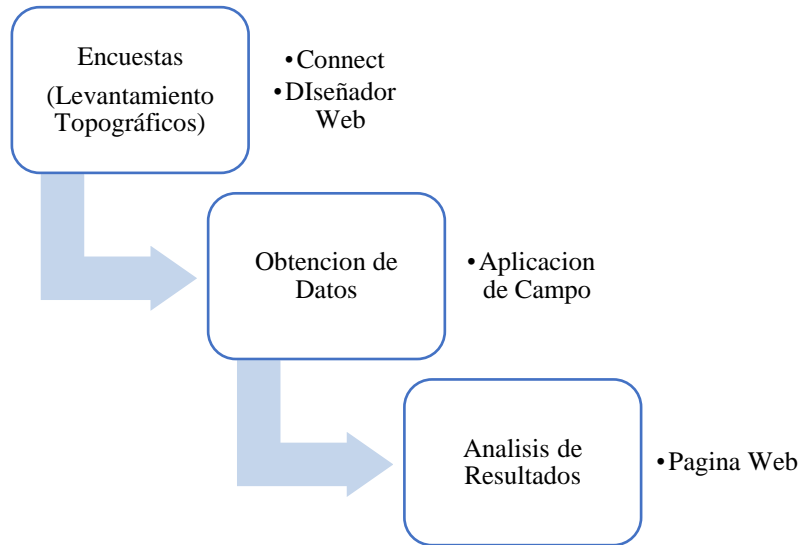 Encuestas
(Levantamiento
Topográficos)
•Connect
•DIseñador
Web
Obtencion de
Datos
•Aplicacion
de Campo
Analisis de
Resultados
•Pagina Web